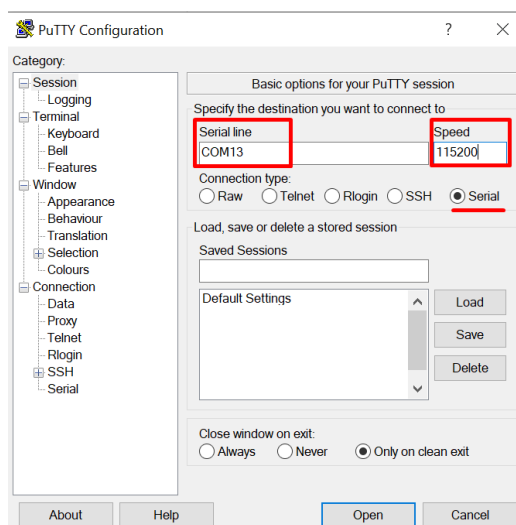 PuTTY Configuration
?
Category:
Session
Logging
Terminal
Keyboard
Bell
Features
Window
Appearance
Behaviour
Translation
Selection
Colours
Connection
Data
Proxy
Telnet
Rlogin
SSH
Serial
Basic options for your PuTTY session
Specify the destination you want to connect to
Serial line Speed
COM13 115200
Connection type:
Raw Telnet Rlogin SSH Serial
Load, save or delete a stored session
Saved Sessions
Default Settings
Load
Save
Delete
Close window on exit:
Always Never Only on clean exit
About Help Open Cancel